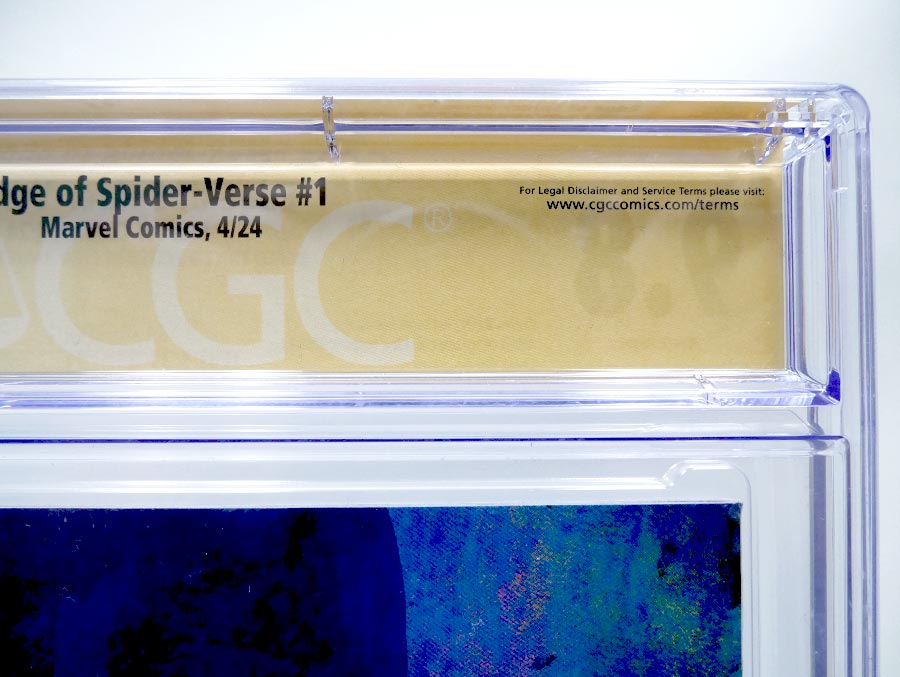 dge of Spider-Verse #1
Marvel Comics, 4/24
For Legal Disclaimer and Service Terms please visit:
www.cgccomics.com/terms
CGC®